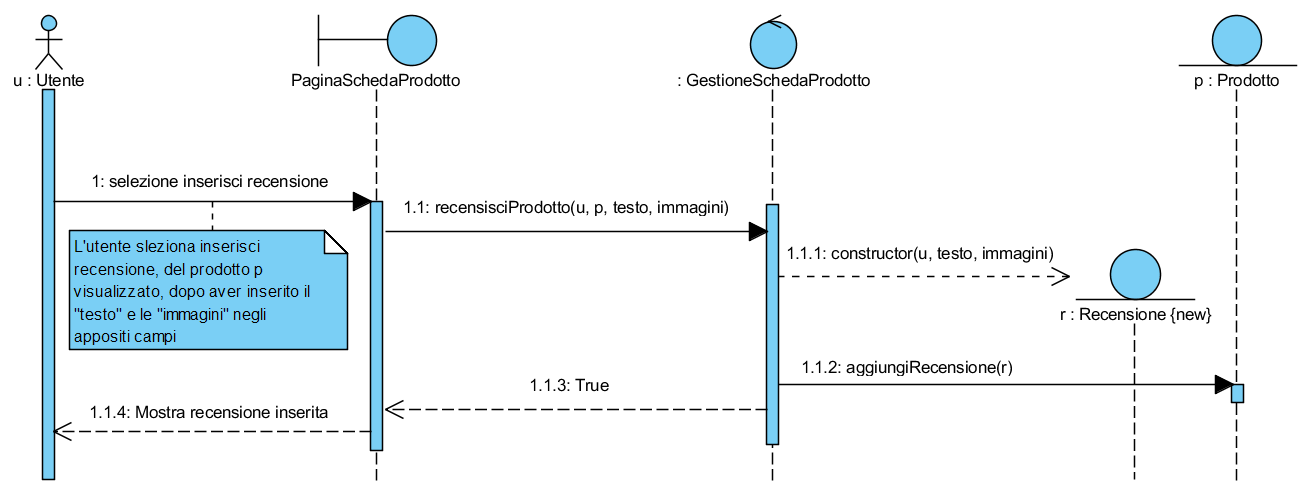 u : Utente
PaginaSchedaProdotto
: GestioneSchedaProdotto
p : Prodotto
1: selezione inserisci recensione
1.1: recensisciProdotto(u, p, testo, immagini)
L'utente sleziona inserisci
recensione, del prodotto p
visualizzato, dopo aver inserito il
"testo" e le "immagini" negli
appositi campi
1.1.1: constructor(u, testo, immagini)
r : Recensione {new}
1.1.2: aggiungiRecensione(r)
1.1.3: True
1.1.4: Mostra recensione inserita